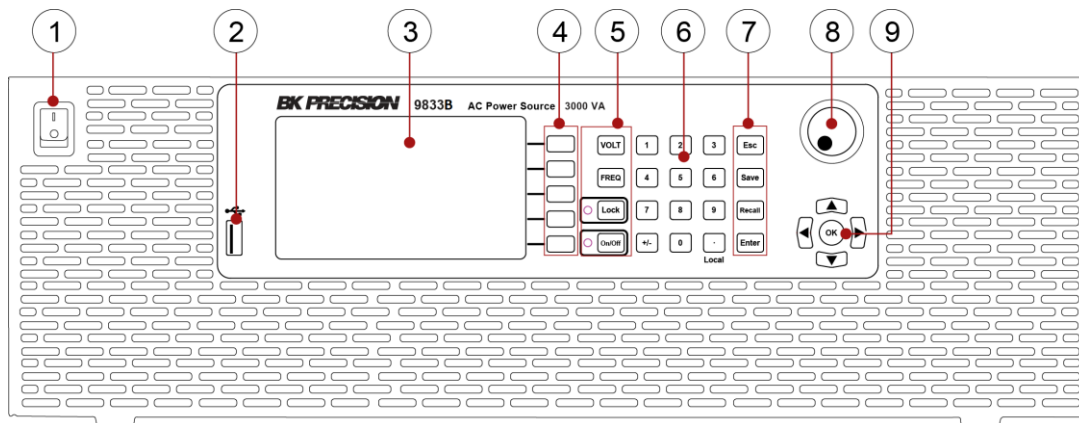 1 2 3 4 5 6 7 8 9
BK PRECISION 9833B AC Power Source 3000 VA
VOLT 1 2 3 Esc
FREQ 4 5 6 Save
Lock 7 8 9 Recall
On/Off +/- 0 . Enter
Local
OK